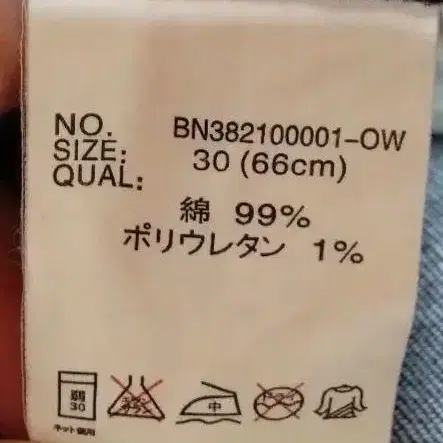 NO. BN382100001-OW
SIZE: 30 (66cm)
QUAL:
綿 99%
ポリウレタン 1%
弱
30
中
ネット使用